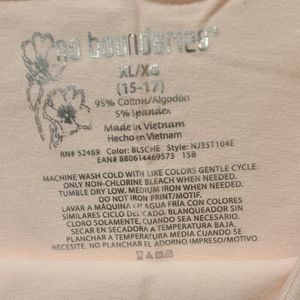 no boundaries
XL/XG
(15-17)
95% Cotton/Algodón
5% Spandex
Made in Vietnam
Hecho en Vietnam
RN# 52469 Color: BLSCHE Style: NJ35T104E
EAN# 880614469573 15B
MACHINE WASH COLD WITH LIKE COLORS GENTLE CYCLE.
ONLY NON-CHLORINE BLEACH WHEN NEEDED.
TUMBLE DRY LOW. MEDIUM IRON WHEN NEEDED.
DO NOT IRON PRINT/MOTIF.
LAVAR A MÁQUINA EN AGUA FRÍA CON COLORES
SIMILARES CICLO DELICADO. BLANQUEADOR SIN
CLORO SOLAMENTE, CUANDO SEA NECESARIO.
SECAR EN SECADORA A TEMPERATURA BAJA.
PLANCHAR A TEMPERATURA MEDIA CUANDO SE
NECESITE. NO PLANCHAR EL ADORNO IMPRESO/MOTIVO.